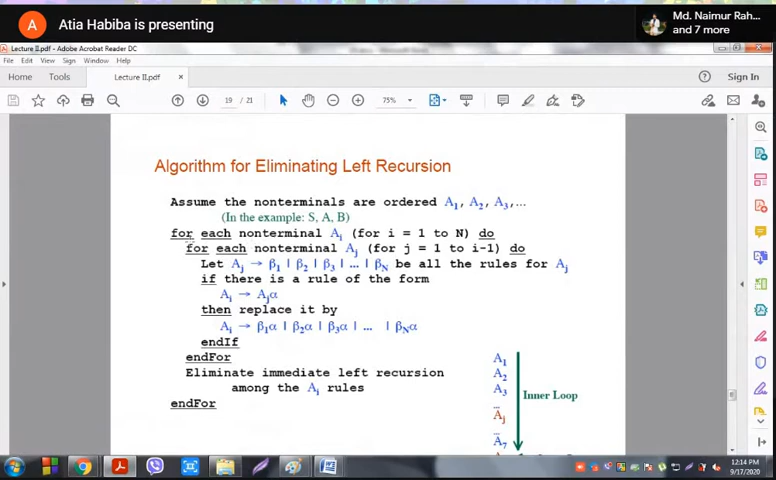 A
Atia Habiba is presenting
Md. Naimur Rah...
and 7 more
Lecture II.pdf - Adobe Acrobat Reader DC
File Edit View Sign Window Help
Home Tools Lecture II.pdf × ? Sign In
19 / 21 75%
Algorithm for Eliminating Left Recursion
Assume the nonterminals are ordered A₁, A₂, A₃,...
(In the example: S, A, B)
for each nonterminal Aᵢ (for i = 1 to N) do
for each nonterminal Aⱼ (for j = 1 to i-1) do
Let Aⱼ → β₁ | β₂ | β₃ | ... | βN be all the rules for Aⱼ
if there is a rule of the form
Aᵢ → Aⱼα
then replace it by
Aᵢ → β₁α | β₂α | β₃α | ... | βNα
endIf
endFor
Eliminate immediate left recursion
among the Aᵢ rules
endFor
A₁
A₂
A₃
...
Aⱼ
...
A₇
Inner Loop
12:14 PM
9/17/2020